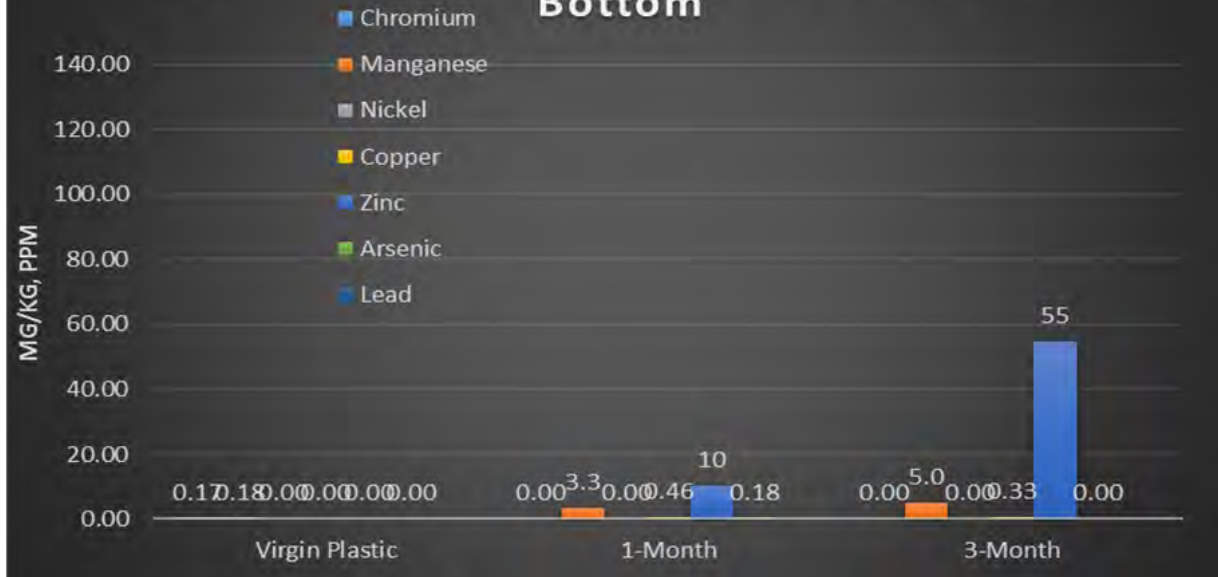 Bottom
Chromium
Manganese
Nickel
Copper
Zinc
Arsenic
Lead
MG/KG, PPM
140.00
120.00
100.00
80.00
60.00
40.00
20.00
0.00
0.17 0.18 0.00 0.00 0.00 0.00
0.00 3.3 0.00 0.46 10 0.18
0.00 5.0 0.00 0.33 55 0.00
Virgin Plastic 1-Month 3-Month